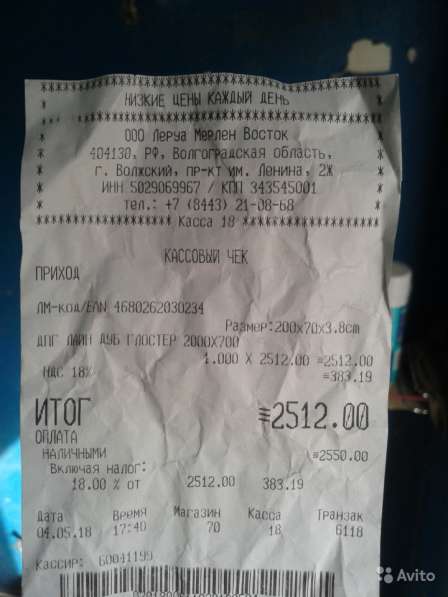 НИЗКИЕ ЦЕНЫ КАЖДЫЙ ДЕНЬ
ООО Леруа Мерлен Восток
404130, РФ, Волгоградская область,
г. Волжский, пр-кт им. Ленина, 2Ж
ИНН 5029069967 / КПП 343545001
тел.: +7 (8443) 21-08-68
Касса 18
КАССОВЫЙ ЧЕК
ПРИХОД
ЛМ-код/EAN 4680262030234
Размер:200x70x3.8cm
ДПГ ЛАЙН ДУБ ГЛОСТЕР 2000X700
1.000 X 2512.00 =2512.00
НДС 18% =383.19
ИТОГ =2512.00
ОПЛАТА
НАЛИЧНЫМИ =2550.00
Включая налог:
18.00 % от 2512.00 383.19
Дата Время Магазин Касса Транзак
04.05.18 17:40 70 18 6118
Кассир: 60041199
Avito